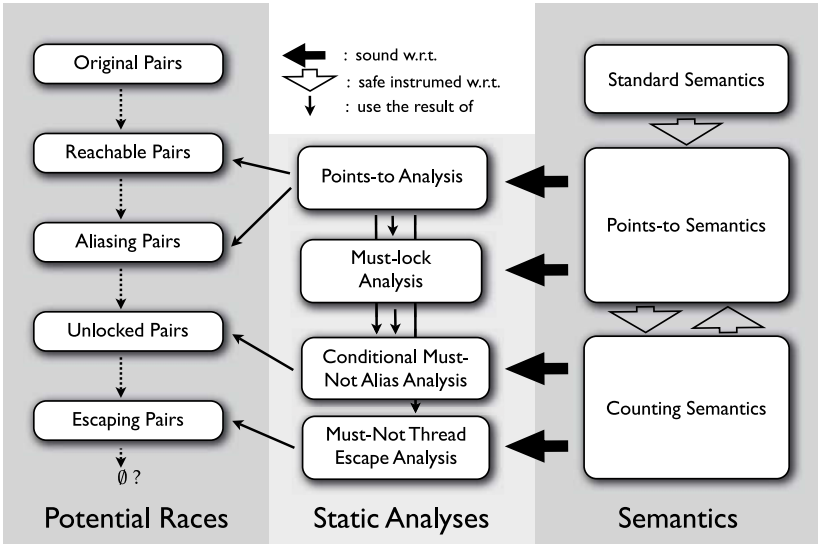 : sound w.r.t.
: safe instrumed w.r.t.
: use the result of
Original Pairs
Reachable Pairs
Aliasing Pairs
Unlocked Pairs
Escaping Pairs
∅ ?
Potential Races
Points-to Analysis
Must-lock
Analysis
Conditional Must-
Not Alias Analysis
Must-Not Thread
Escape Analysis
Static Analyses
Standard Semantics
Points-to Semantics
Counting Semantics
Semantics